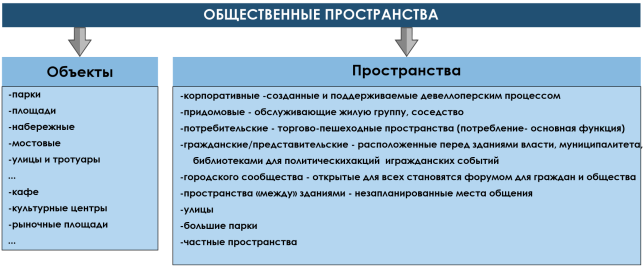 ОБЩЕСТВЕННЫЕ ПРОСТРАНСТВА
Объекты
-парки
-площади
-набережные
-мостовые
-улицы и тротуары
...
-кафе
-культурные центры
-рыночные площади
...
Пространства
-корпоративные -созданные и поддерживаемые девеллоперским процессом
-придомовые - обслуживающие жилую группу, соседство
-потребительские - торгово-пешеходные пространства (потребление- основная функция)
-гражданские/представительские - расположенные перед зданиями власти, муниципалитета,
библиотеками для политическихакций игражданских событий
-городского сообщества - открытые для всех становятся форумом для граждан и общества
-пространства «между» зданиями - незапланированные места общения
-улицы
-большие парки
-частные пространства